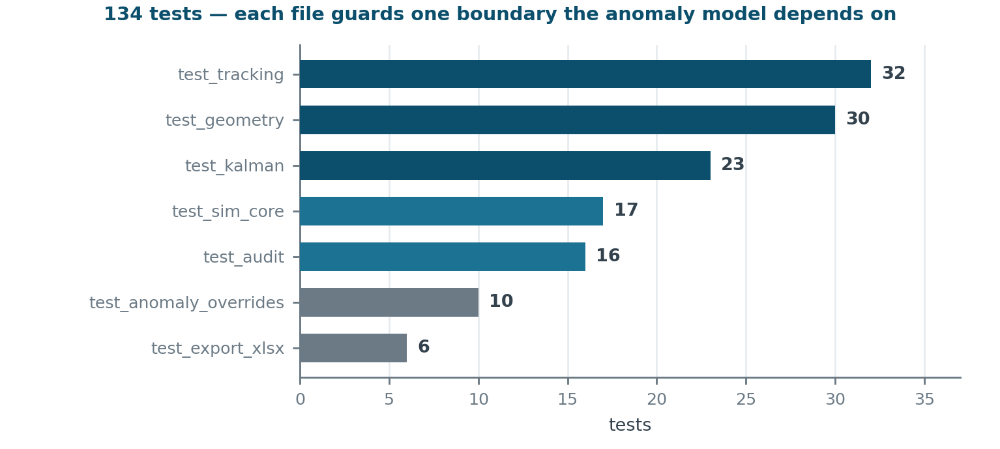 134 tests — each file guards one boundary the anomaly model depends on
test_tracking 32
test_geometry 30
test_kalman 23
test_sim_core 17
test_audit 16
test_anomaly_overrides 10
test_export_xlsx 6
0 5 10 15 20 25 30 35
tests